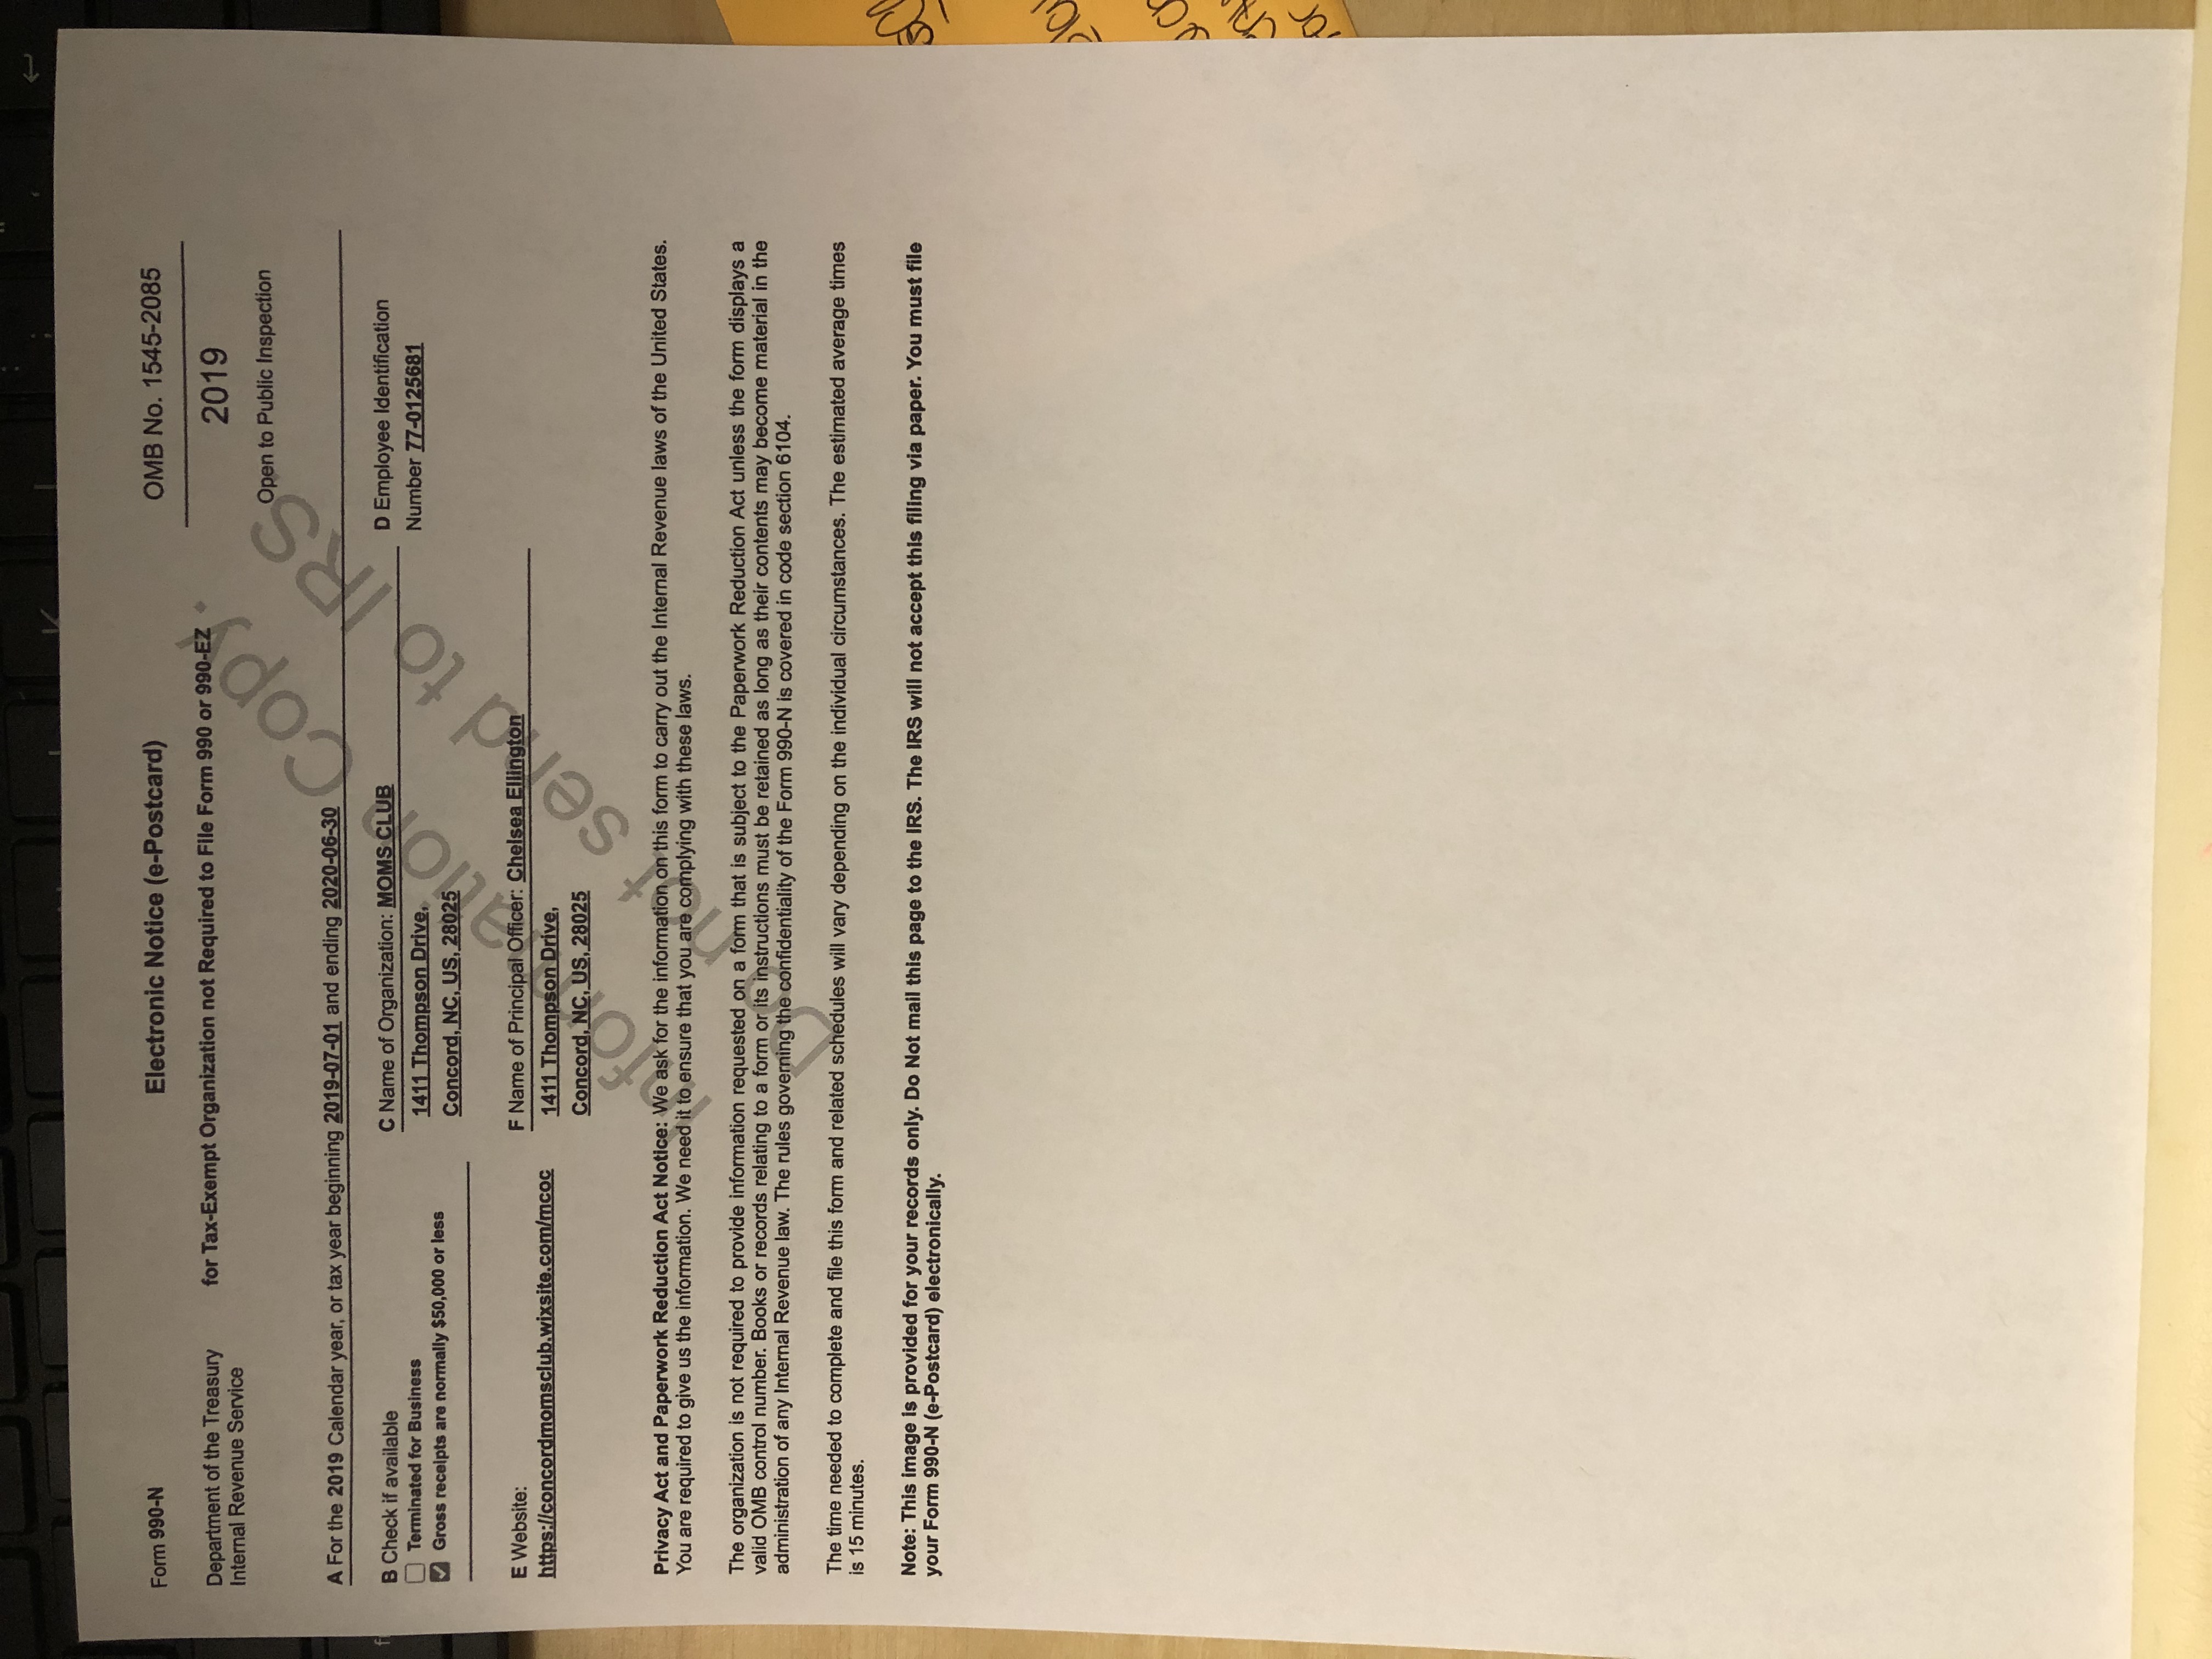 Form 990-N
Electronic Notice (e-Postcard)
OMB No. 1545-2085
Department of the Treasury
Internal Revenue Service
for Tax-Exempt Organization not Required to File Form 990 or 990-EZ
2019
Open to Public Inspection
A For the 2019 Calendar year, or tax year beginning 2019-07-01 and ending 2020-06-30
B Check if available
Terminated for Business
Gross receipts are normally $50,000 or less
C Name of Organization: MOMS CLUB
1411 Thompson Drive,
Concord, NC, US, 28025
D Employee Identification
Number 77-0125681
E Website:
https://concordmomsclub.wixsite.com/mcoc
F Name of Principal Officer: Chelsea Ellington
1411 Thompson Drive,
Concord, NC, US, 28025
Information Copy.
Do not send to IRS.
Privacy Act and Paperwork Reduction Act Notice: We ask for the information on this form to carry out the Internal Revenue laws of the United States.
You are required to give us the information. We need it to ensure that you are complying with these laws.
The organization is not required to provide information requested on a form that is subject to the Paperwork Reduction Act unless the form displays a
valid OMB control number. Books or records relating to a form or its instructions must be retained as long as their contents may become material in the
administration of any Internal Revenue law. The rules governing the confidentiality of the Form 990-N is covered in code section 6104.
The time needed to complete and file this form and related schedules will vary depending on the individual circumstances. The estimated average times
is 15 minutes.
Note: This image is provided for your records only. Do Not mail this page to the IRS. The IRS will not accept this filing via paper. You must file
your Form 990-N (e-Postcard) electronically.